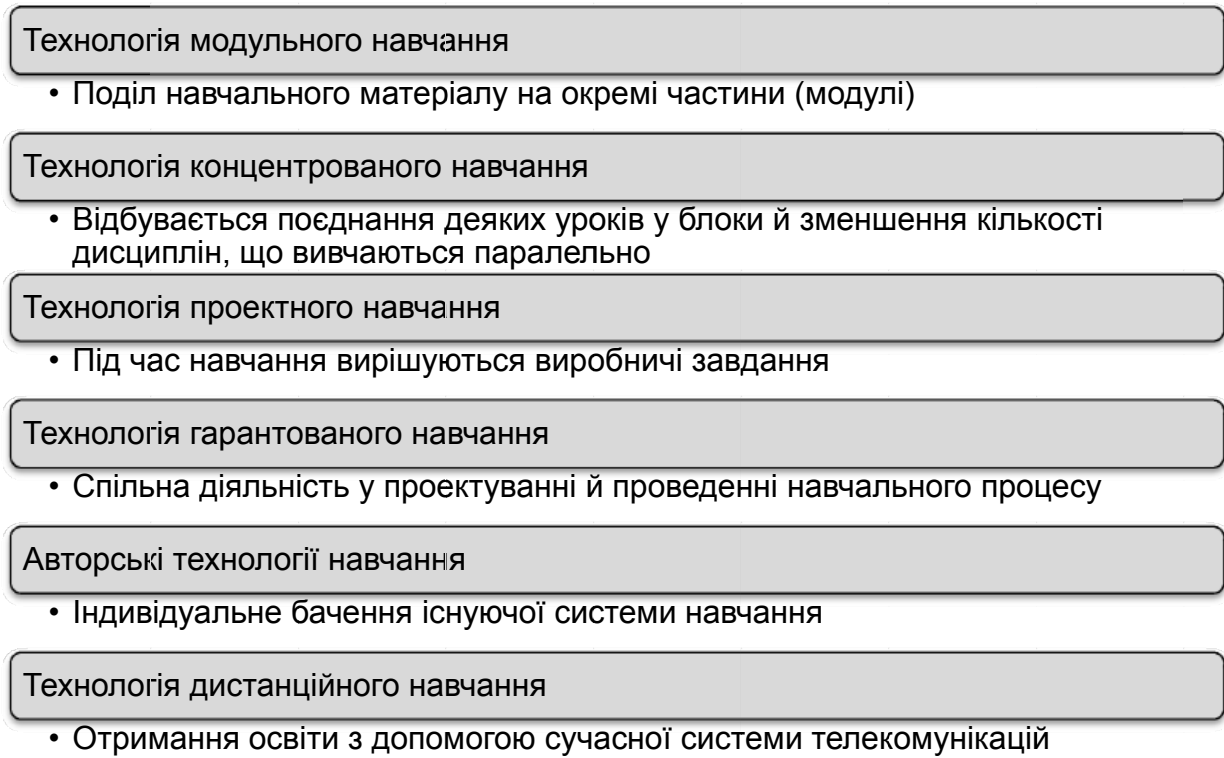 Технологія модульного навчання
• Поділ навчального матеріалу на окремі частини (модулі)
Технологія концентрованого навчання
• Відбувається поєднання деяких уроків у блоки й зменшення кількості
дисциплін, що вивчаються паралельно
Технологія проектного навчання
• Під час навчання вирішуються виробничі завдання
Технологія гарантованого навчання
• Спільна діяльність у проектуванні й проведенні навчального процесу
Авторські технології навчання
• Індивідуальне бачення існуючої системи навчання
Технологія дистанційного навчання
• Отримання освіти з допомогою сучасної системи телекомунікацій